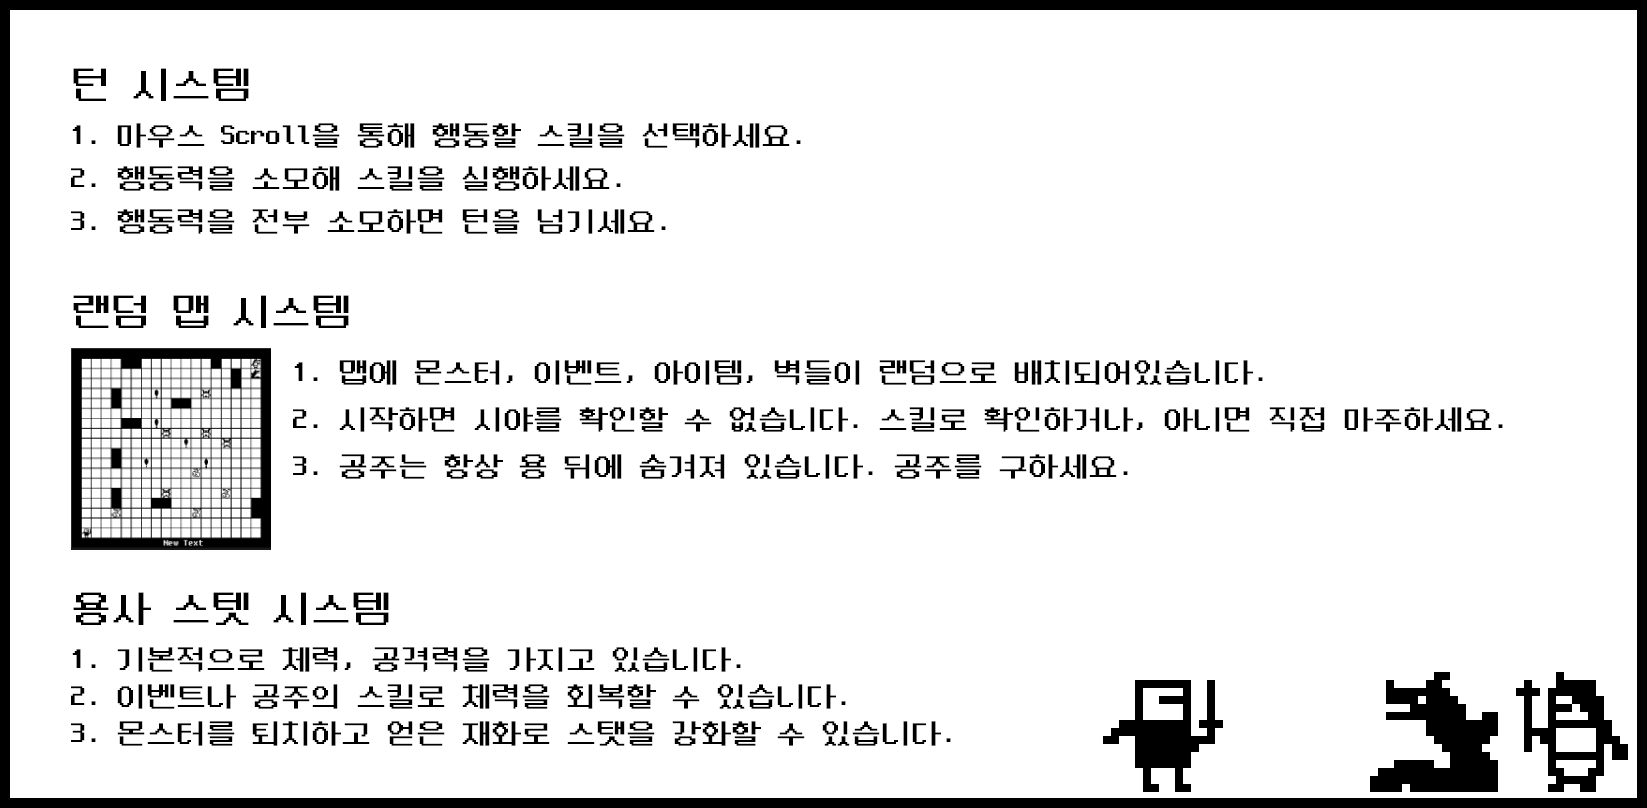 턴 시스템
1. 마우스 Scroll을 통해 행동할 스킬을 선택하세요.
2. 행동력을 소모해 스킬을 실행하세요.
3. 행동력을 전부 소모하면 턴을 넘기세요.
랜덤 맵 시스템
1. 맵에 몬스터, 이벤트, 아이템, 벽들이 랜덤으로 배치되어있습니다.
2. 시작하면 시야를 확인할 수 없습니다. 스킬로 확인하거나, 아니면 직접 마주하세요.
3. 공주는 항상 용 뒤에 숨겨져 있습니다. 공주를 구하세요.
New Text
용사 스텟 시스템
1. 기본적으로 체력, 공격력을 가지고 있습니다.
2. 이벤트나 공주의 스킬로 체력을 회복할 수 있습니다.
3. 몬스터를 퇴치하고 얻은 재화로 스탯을 강화할 수 있습니다.